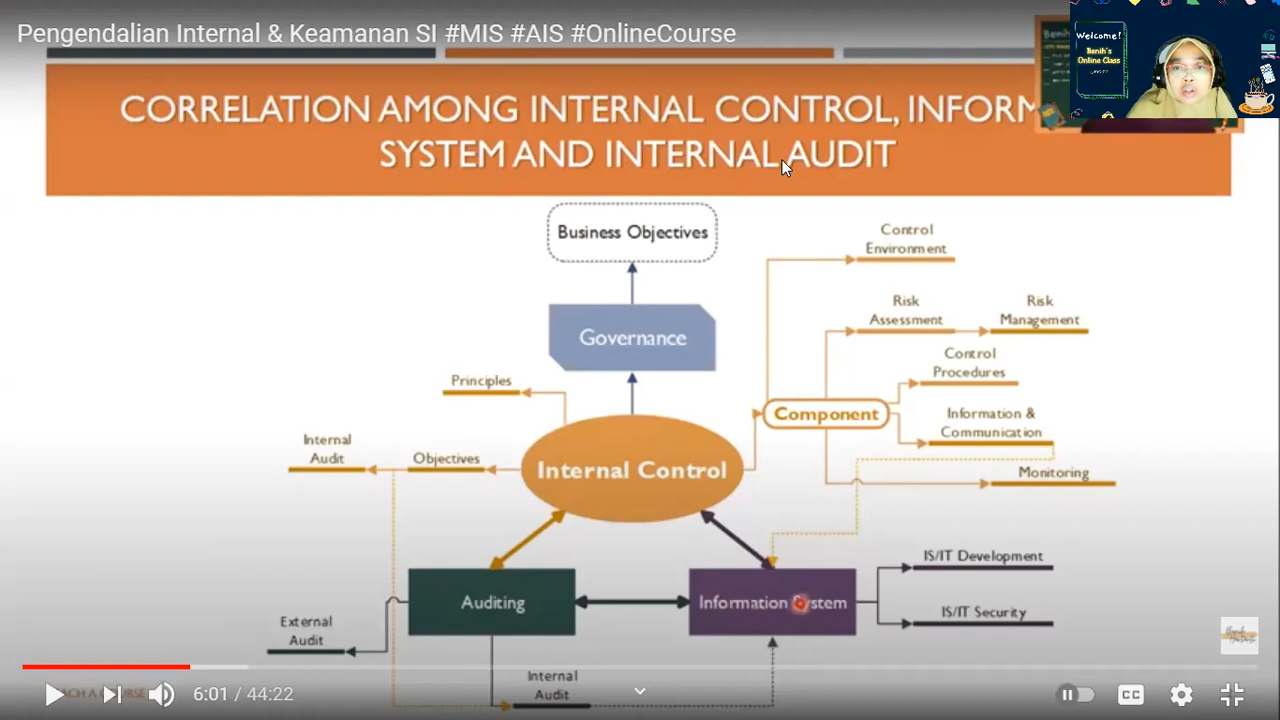 Pengendalian Internal & Keamanan SI #MIS #AIS #OnlineCourse
Welcome!
Benih's
Online Class
CORRELATION AMONG INTERNAL CONTROL, INFORM
SYSTEM AND INTERNAL AUDIT
Business Objectives
Governance
Control
Environment
Risk
Assessment
Risk
Management
Control
Procedures
Component
Information &
Communication
Monitoring
Principles
Internal
Audit
Objectives
Internal Control
Auditing
Information System
IS/IT Development
IS/IT Security
External
Audit
Internal
Audit
6:01 / 44:22
CC